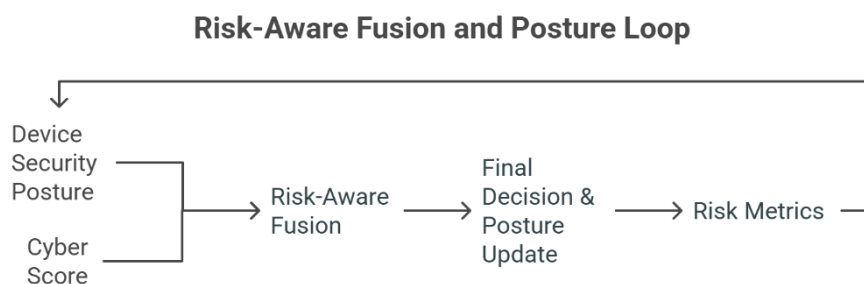 Risk-Aware Fusion and Posture Loop
Device
Security
Posture
Cyber
Score
Risk-Aware
Fusion
Final
Decision &
Posture
Update
Risk Metrics